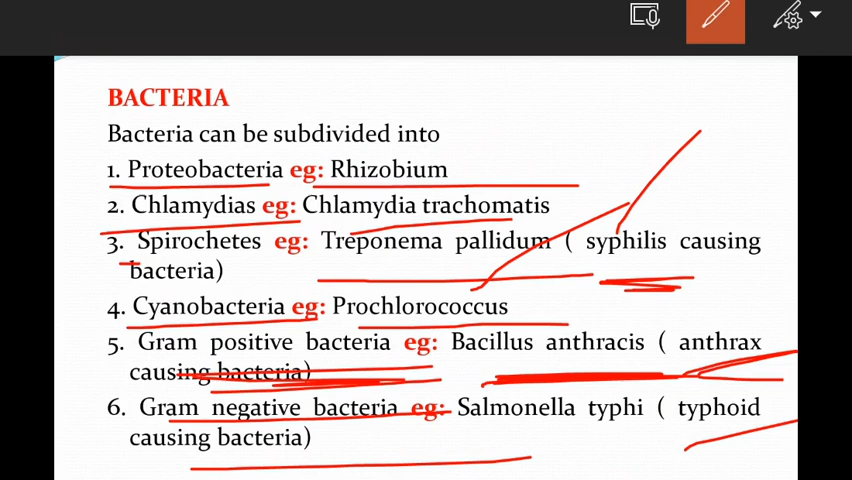 BACTERIA
Bacteria can be subdivided into
1. Proteobacteria eg: Rhizobium
2. Chlamydias eg: Chlamydia trachomatis
3. Spirochetes eg: Treponema pallidum ( syphilis causing
bacteria)
4. Cyanobacteria eg: Prochlorococcus
5. Gram positive bacteria eg: Bacillus anthracis ( anthrax
causing bacteria)
6. Gram negative bacteria eg: Salmonella typhi ( typhoid
causing bacteria)